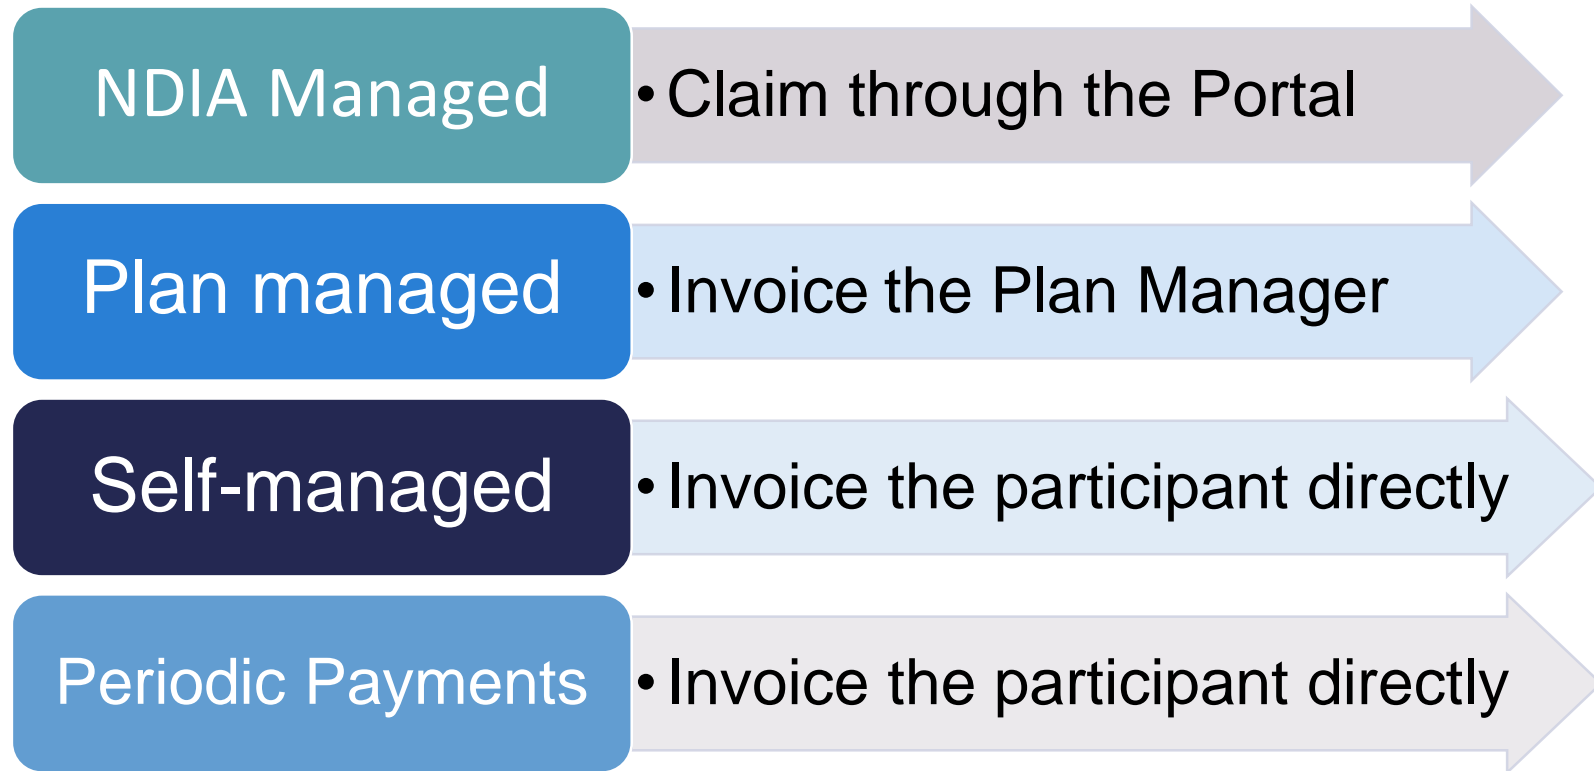 NDIA Managed
• Claim through the Portal
Plan managed
• Invoice the Plan Manager
Self-managed
• Invoice the participant directly
Periodic Payments
• Invoice the participant directly